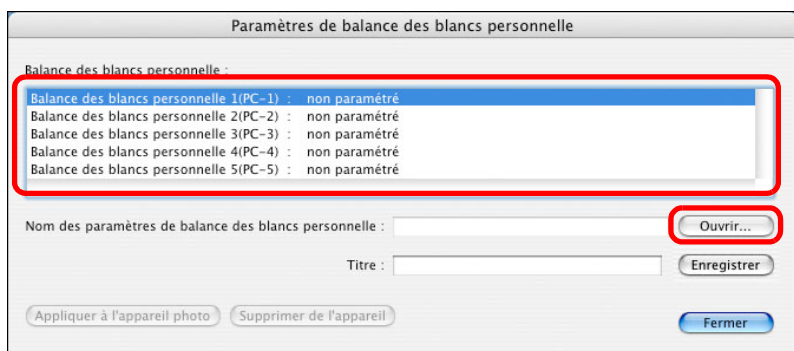 Paramètres de balance des blancs personnelle
Balance des blancs personnelle :
Balance des blancs personnelle 1(PC-1) : non paramétré
Balance des blancs personnelle 2(PC-2) : non paramétré
Balance des blancs personnelle 3(PC-3) : non paramétré
Balance des blancs personnelle 4(PC-4) : non paramétré
Balance des blancs personnelle 5(PC-5) : non paramétré
Nom des paramètres de balance des blancs personnelle : Ouvrir...
Titre : Enregistrer
Appliquer à l'appareil photo Supprimer de l'appareil Fermer